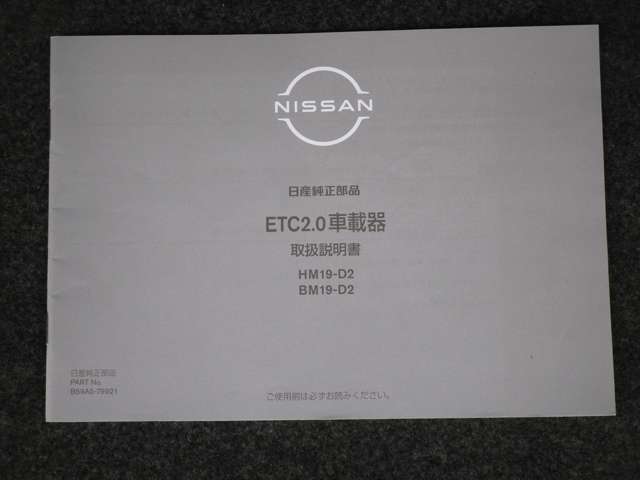 NISSAN
日産純正部品
ETC2.0車載器
取扱説明書
HM19-D2
BM19-D2
日産純正部品
PART No.
ご使用前は必ずお読みください。